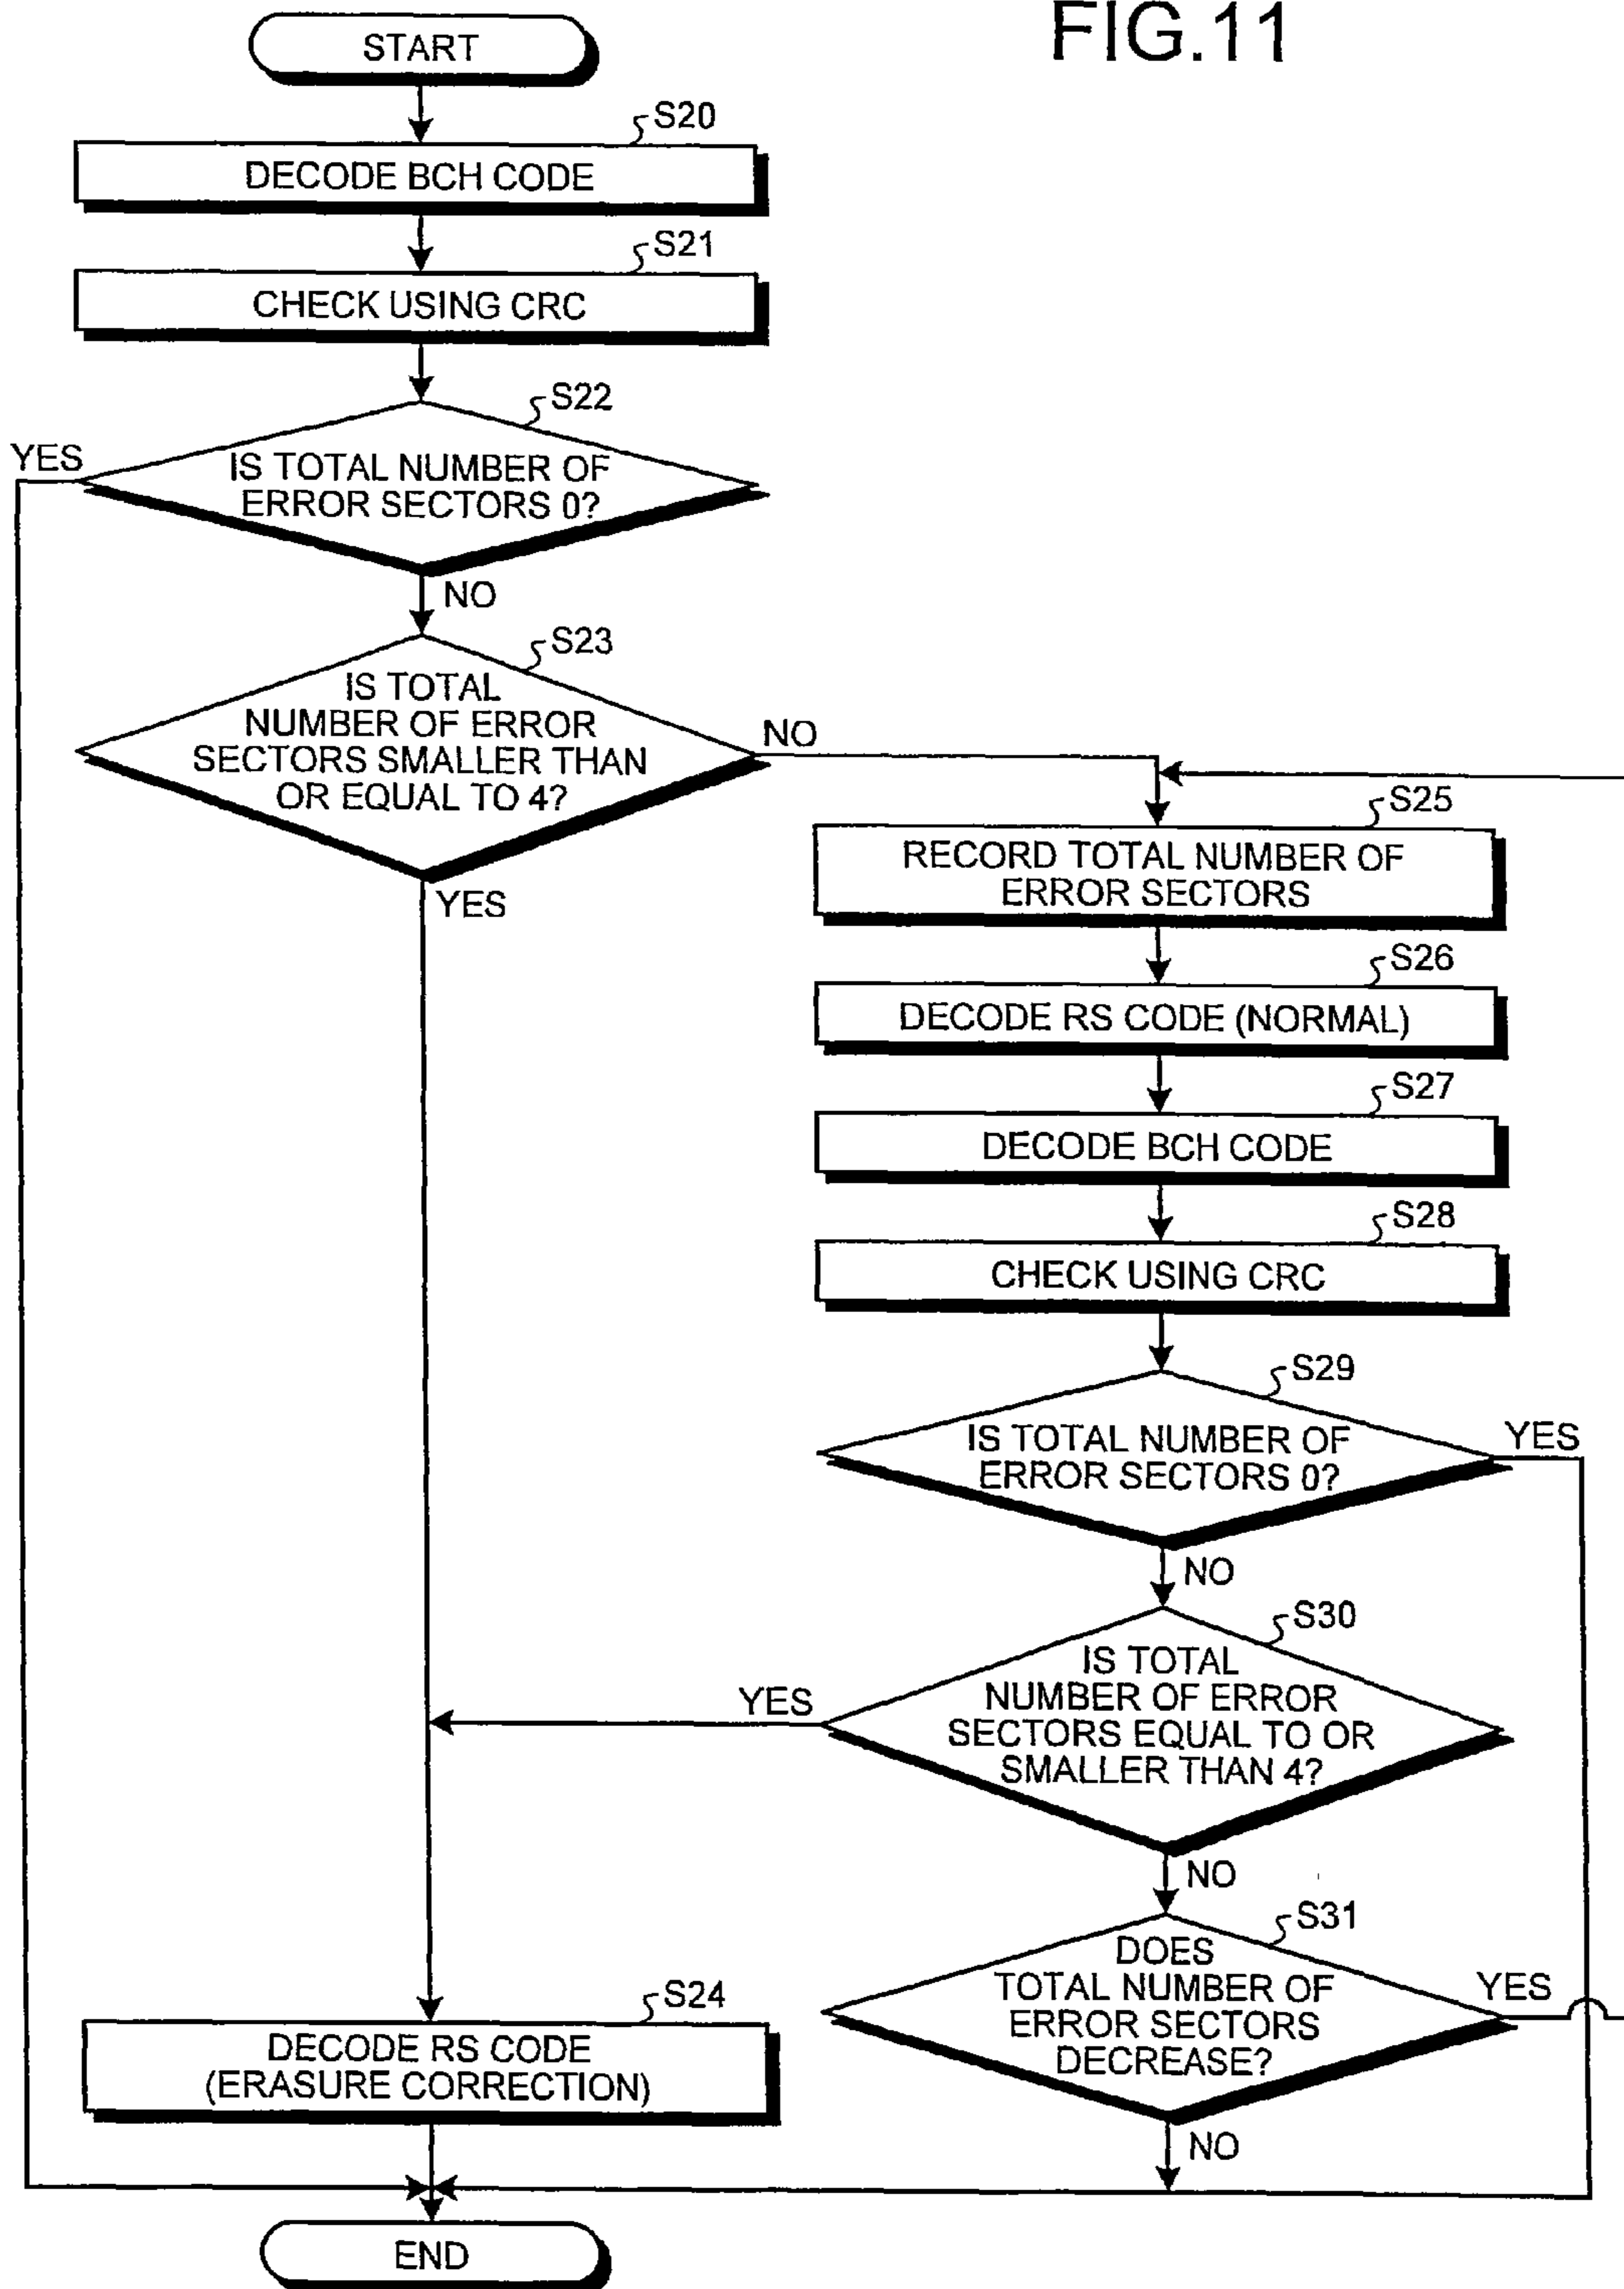 FIG.11
START
S20
DECODE BCH CODE
S21
CHECK USING CRC
S22
YES
IS TOTAL NUMBER OF
ERROR SECTORS 0?
NO
S23
IS TOTAL
NUMBER OF ERROR
SECTORS SMALLER THAN
OR EQUAL TO 4?
NO
YES
S25
RECORD TOTAL NUMBER OF
ERROR SECTORS
S26
DECODE RS CODE (NORMAL)
S27
DECODE BCH CODE
S28
CHECK USING CRC
S29
IS TOTAL NUMBER OF
ERROR SECTORS 0?
YES
NO
S30
IS TOTAL
NUMBER OF ERROR
SECTORS EQUAL TO OR
SMALLER THAN 4?
YES
NO
S31
DOES
TOTAL NUMBER OF
ERROR SECTORS
DECREASE?
YES
NO
S24
DECODE RS CODE
(ERASURE CORRECTION)
END